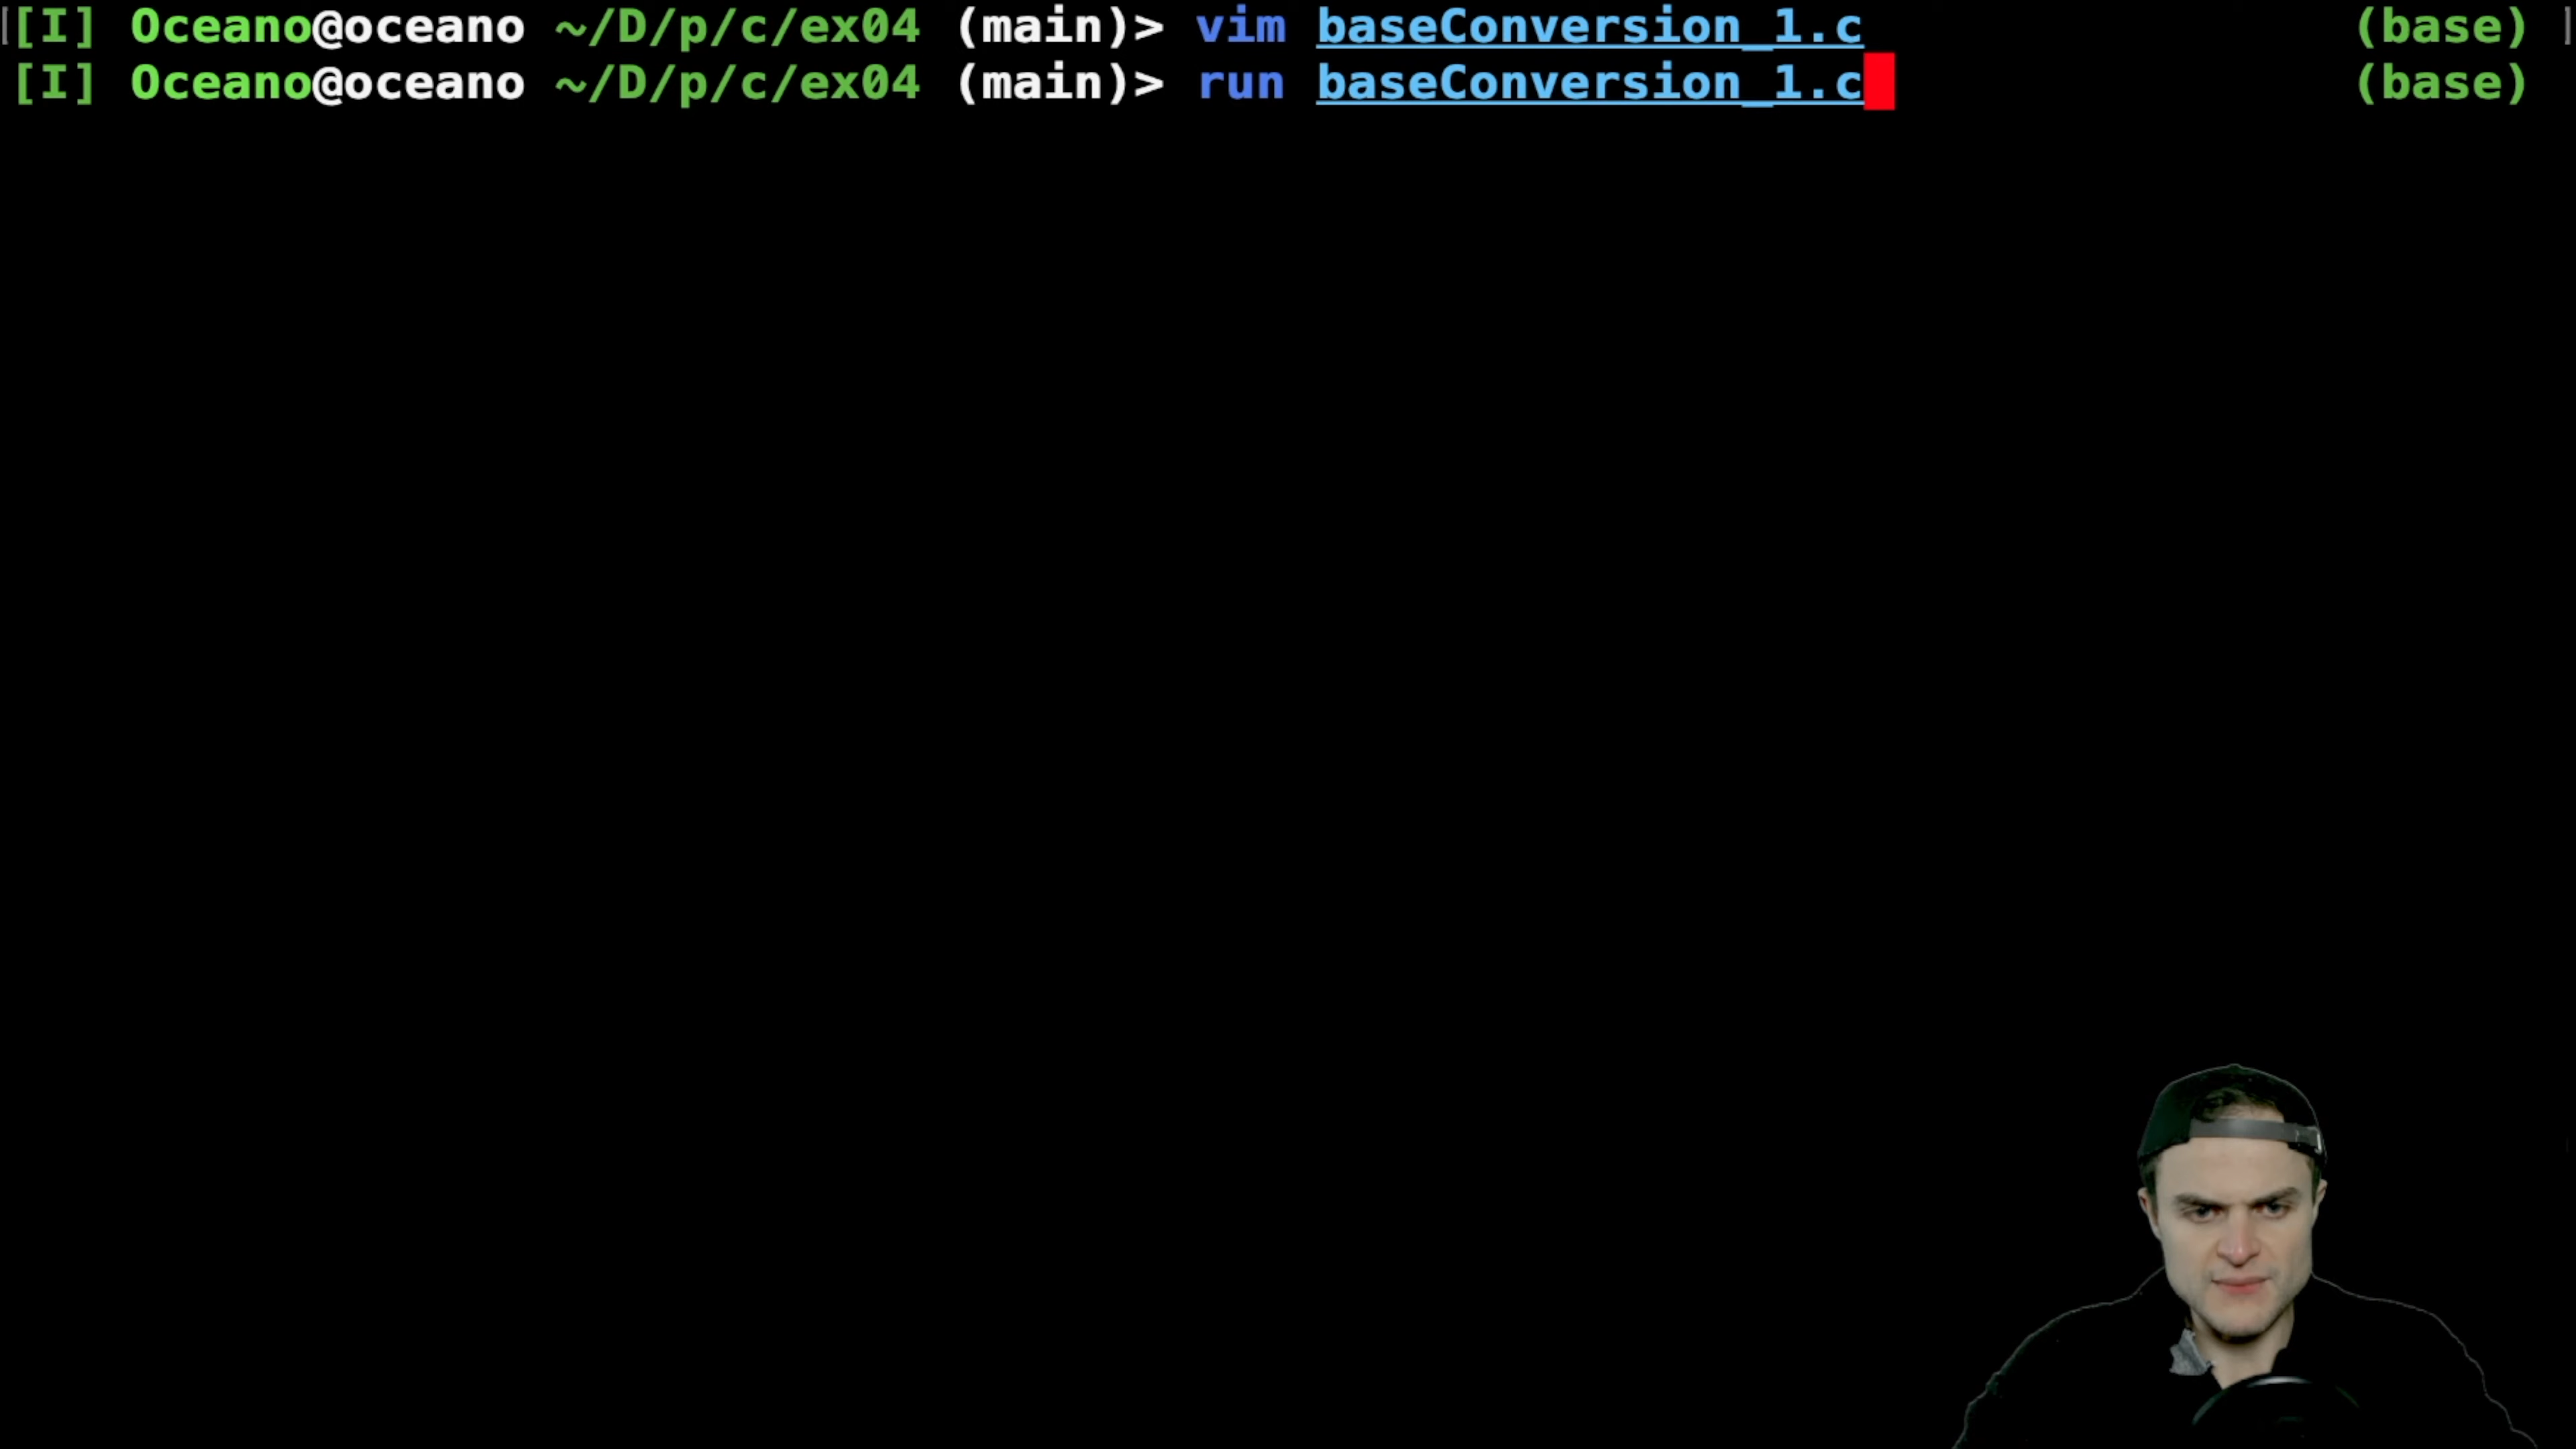 [I] Oceano@oceano ~/D/p/c/ex04 (main)> vim baseConversion_1.c (base)
[I] Oceano@oceano ~/D/p/c/ex04 (main)> run baseConversion_1.c (base)